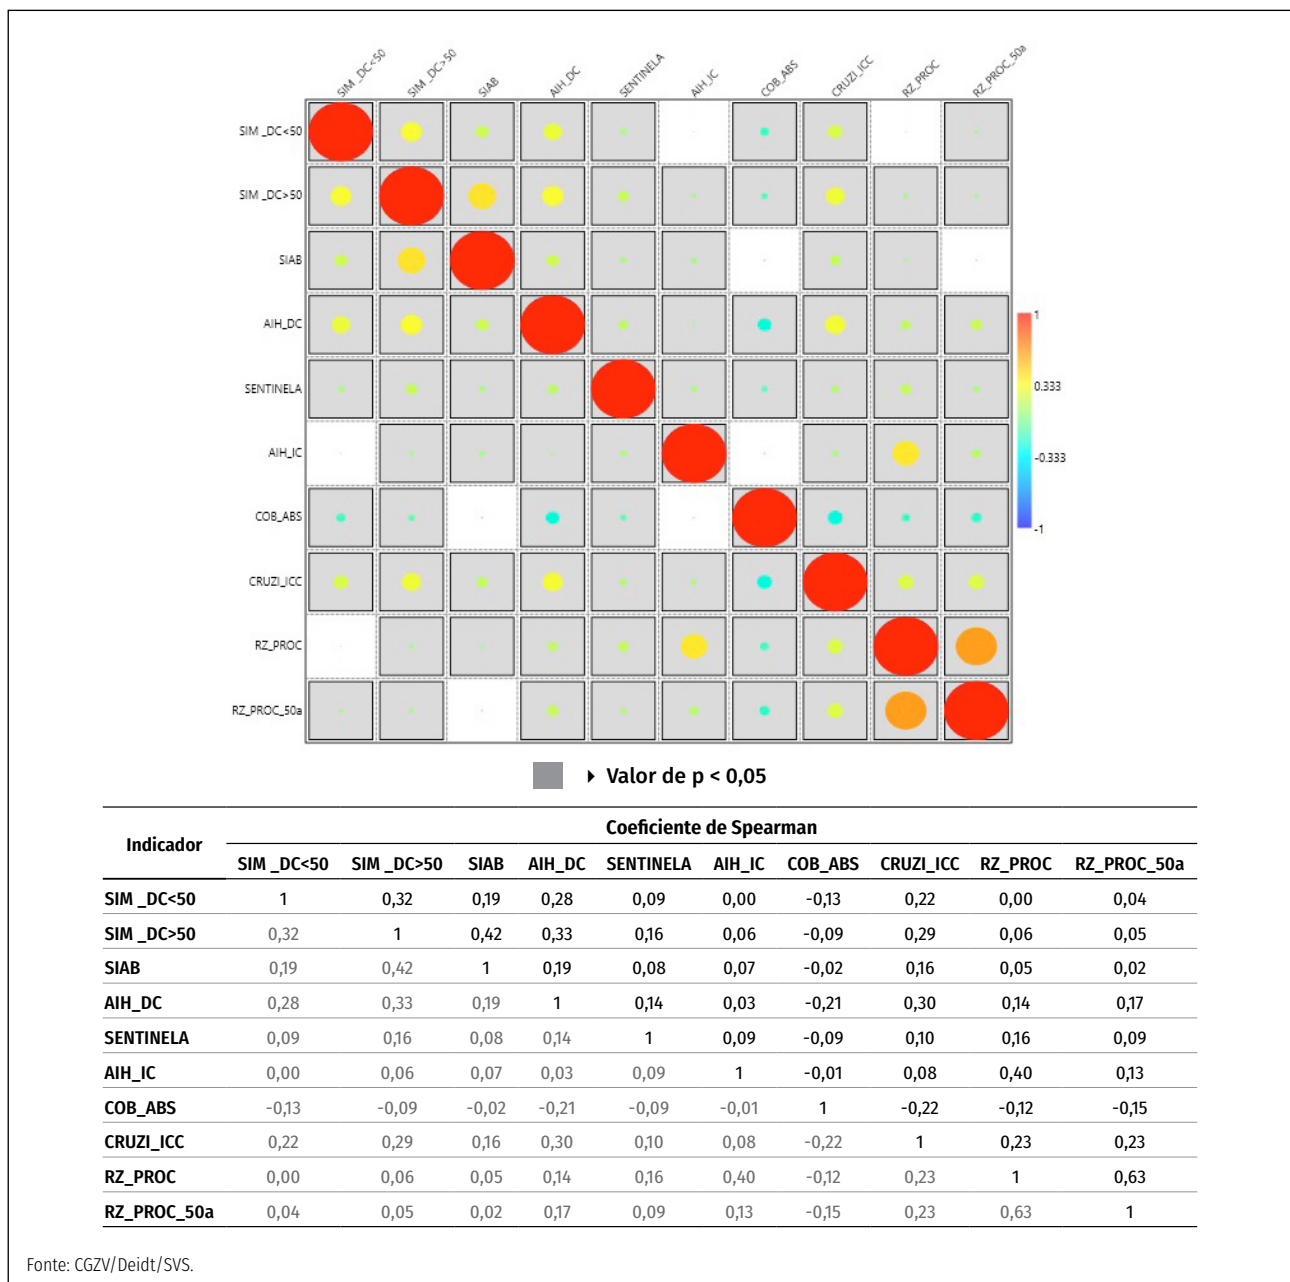 SIM _DC<50 SIM _DC>50 SIAB AIH_DC SENTINELA AIH_IC COB_ABS CRUZI_ICC RZ_PROC RZ_PROC_50a
SIM _DC<50
SIM _DC>50
SIAB
AIH_DC
SENTINELA
AIH_IC
COB_ABS
CRUZI_ICC
RZ_PROC
RZ_PROC_50a
1
0.333
-0.333
-1
Valor de p < 0,05
Indicador Coeficiente de Spearman
SIM _DC<50 SIM _DC>50 SIAB AIH_DC SENTINELA AIH_IC COB_ABS CRUZI_ICC RZ_PROC RZ_PROC_50a
SIM _DC<50 1 0,32 0,19 0,28 0,09 0,00 -0,13 0,22 0,00 0,04
SIM _DC>50 0,32 1 0,42 0,33 0,16 0,06 -0,09 0,29 0,06 0,05
SIAB 0,19 0,42 1 0,19 0,08 0,07 -0,02 0,16 0,05 0,02
AIH_DC 0,28 0,33 0,19 1 0,14 0,03 -0,21 0,30 0,14 0,17
SENTINELA 0,09 0,16 0,08 0,14 1 0,09 -0,09 0,10 0,16 0,09
AIH_IC 0,00 0,06 0,07 0,03 0,09 1 -0,01 0,08 0,40 0,13
COB_ABS -0,13 -0,09 -0,02 -0,21 -0,09 -0,01 1 -0,22 -0,12 -0,15
CRUZI_ICC 0,22 0,29 0,16 0,30 0,10 0,08 -0,22 1 0,23 0,23
RZ_PROC 0,00 0,06 0,05 0,14 0,16 0,40 -0,12 0,23 1 0,63
RZ_PROC_50a 0,04 0,05 0,02 0,17 0,09 0,13 -0,15 0,23 0,63 1
Fonte: CGZV/Deidt/SVS.